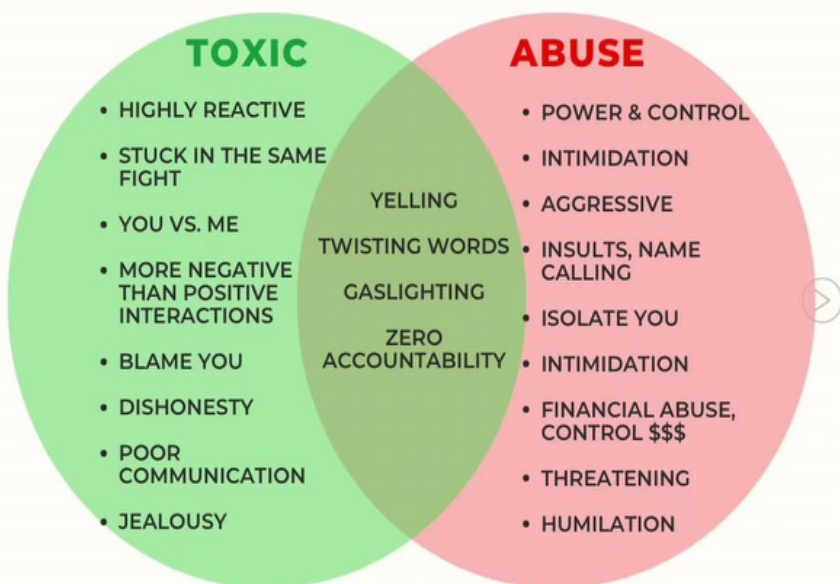 TOXIC
• HIGHLY REACTIVE
• STUCK IN THE SAME
FIGHT
• YOU VS. ME
• MORE NEGATIVE
THAN POSITIVE
INTERACTIONS
• BLAME YOU
• DISHONESTY
• POOR
COMMUNICATION
• JEALOUSY
YELLING
TWISTING WORDS
GASLIGHTING
ZERO
ACCOUNTABILITY
ABUSE
• POWER & CONTROL
• INTIMIDATION
• AGGRESSIVE
• INSULTS, NAME
CALLING
• ISOLATE YOU
• INTIMIDATION
• FINANCIAL ABUSE,
CONTROL $$$
• THREATENING
• HUMILATION